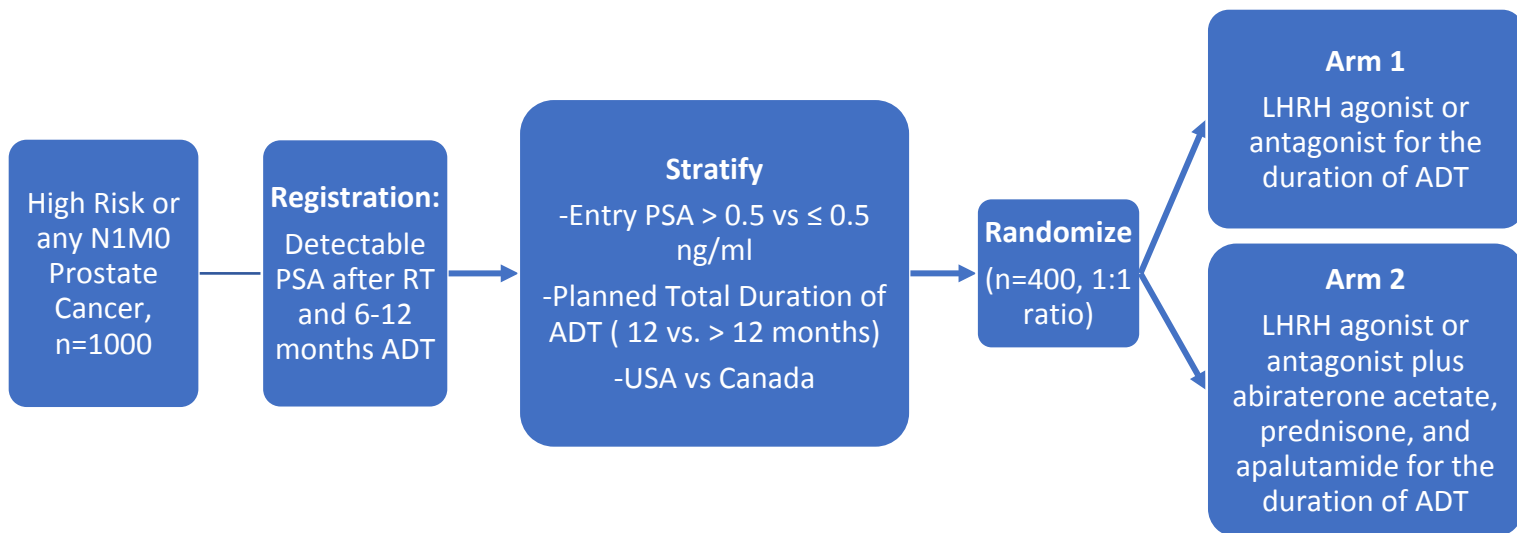 High Risk or
any N1M0
Prostate
Cancer,
n=1000
Registration:
Detectable
PSA after RT
and 6-12
months ADT
Stratify
-Entry PSA > 0.5 vs ≤ 0.5
ng/ml
-Planned Total Duration of
ADT ( 12 vs. > 12 months)
-USA vs Canada
Randomize
(n=400, 1:1
ratio)
Arm 1
LHRH agonist or
antagonist for the
duration of ADT
Arm 2
LHRH agonist or
antagonist plus
abiraterone acetate,
prednisone, and
apalutamide for the
duration of ADT